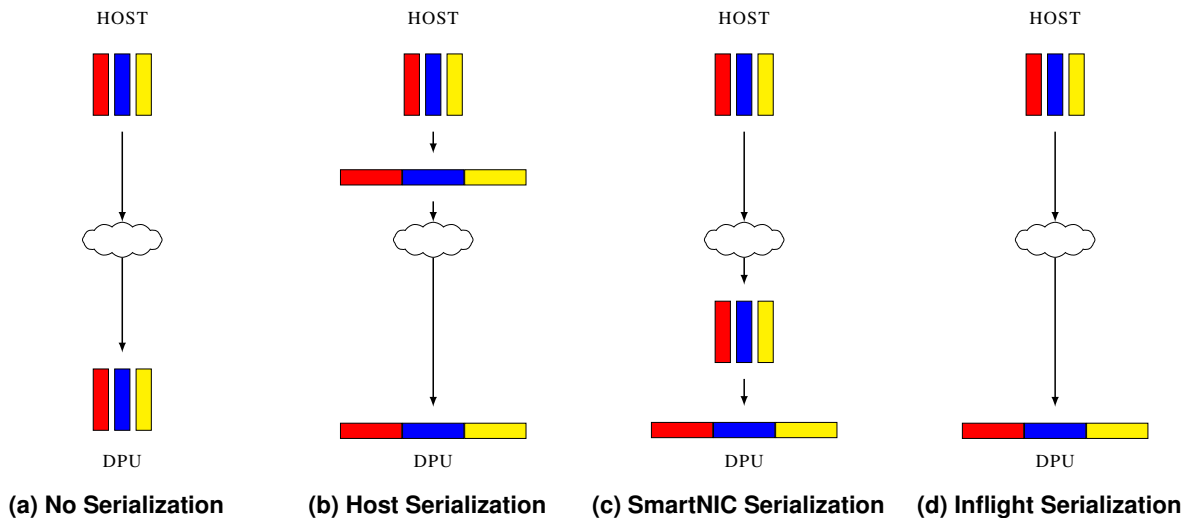 HOST HOST HOST HOST
DPU DPU DPU DPU
(a) No Serialization (b) Host Serialization (c) SmartNIC Serialization (d) Inflight Serialization